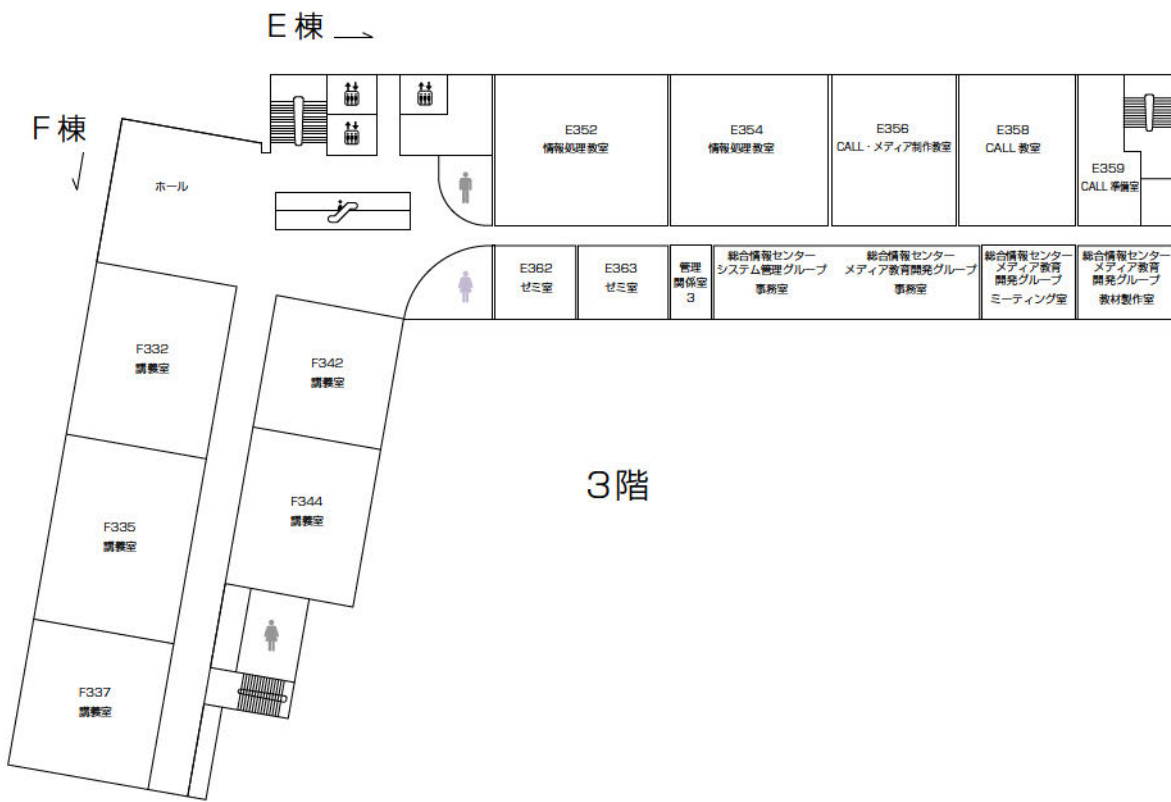 E棟
F棟
ホール
E352
情報処理教室
E354
情報処理教室
E356
CALL・メディア制作教室
E358
CALL教室
E359
CALL準備室
E362
ゼミ室
E363
ゼミ室
管理
関係室
3
総合情報センター
システム管理グループ
事務室
総合情報センター
メディア教育開発グループ
事務室
総合情報センター
メディア教育
開発グループ
ミーティング室
総合情報センター
メディア教育
開発グループ
教材製作室
F332
講義室
F342
講義室
F344
講義室
F335
講義室
F337
講義室
3階